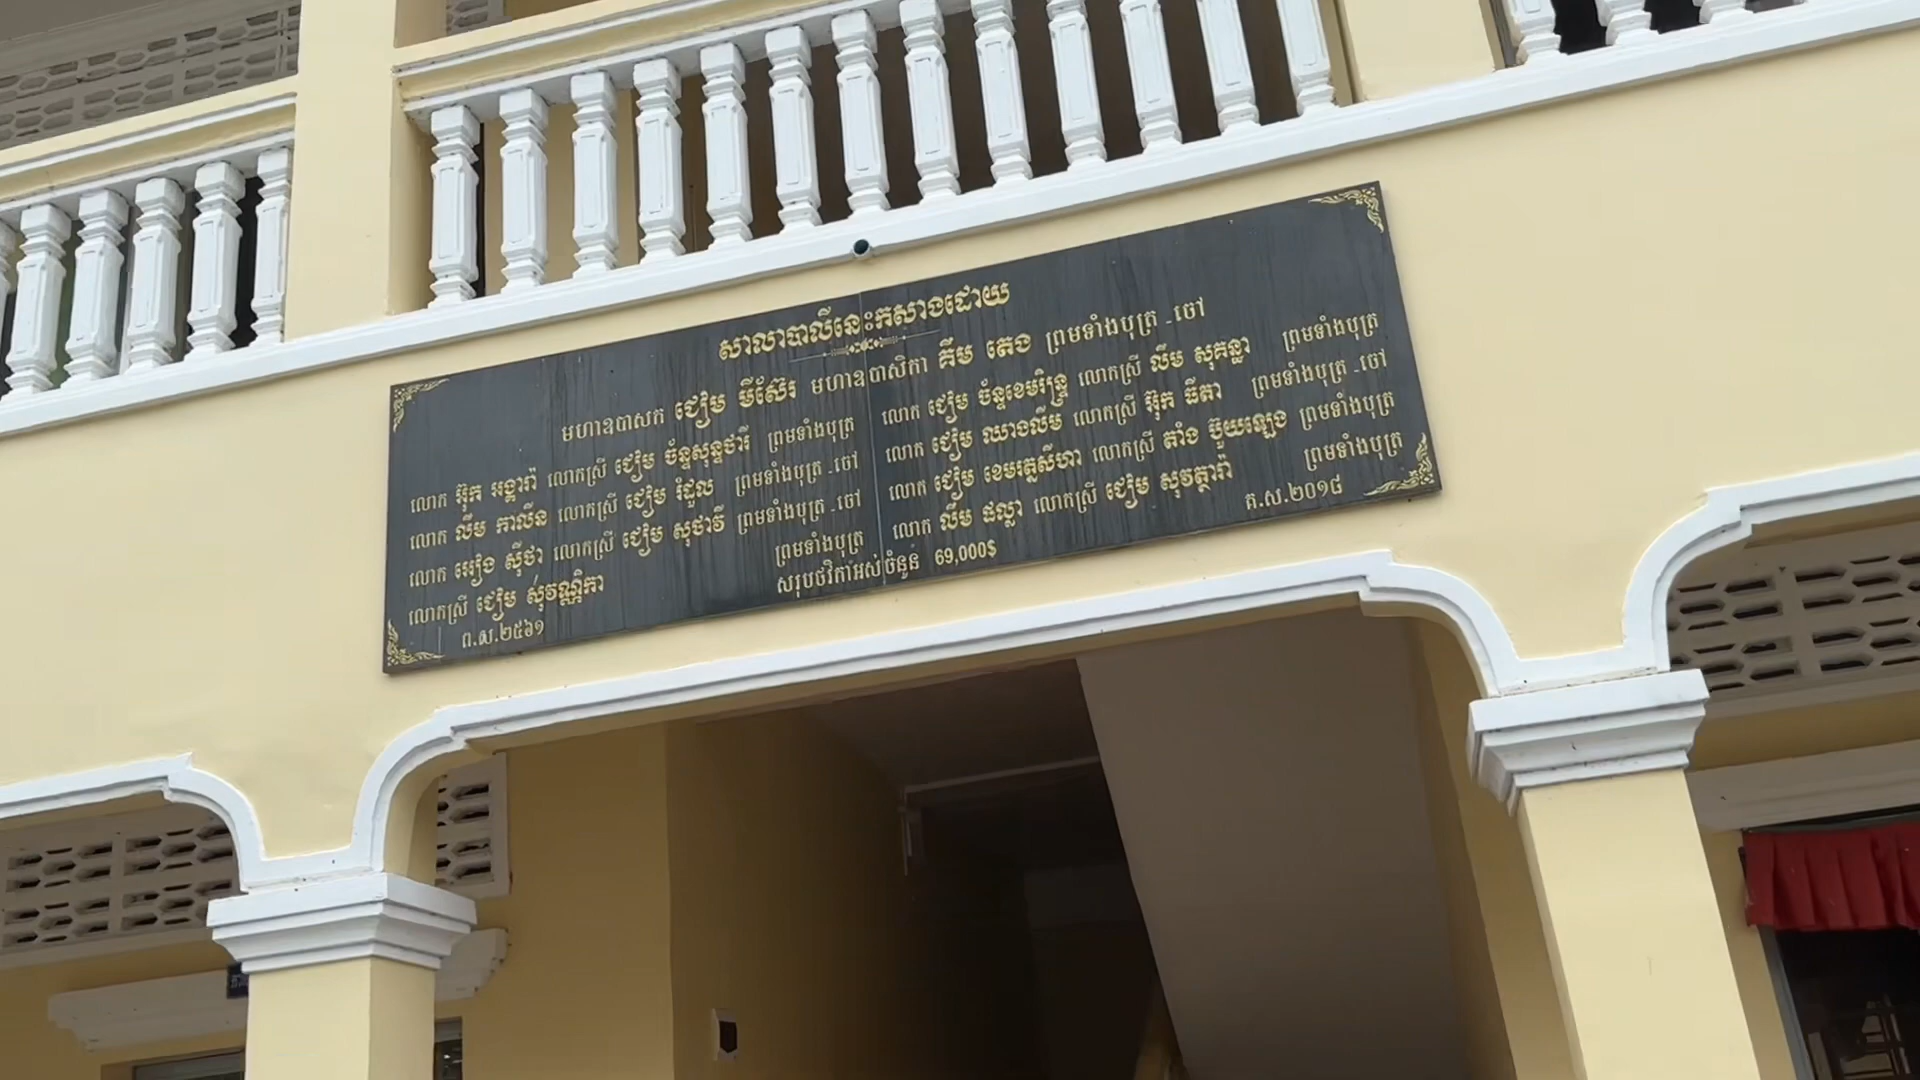 សាលាបាលីនេះកសាងដោយ
មហាឧបាសក ជៀម មីស៊ែរ មហាឧបាសិកា គឹម តេង ព្រមទាំងបុត្រ-ចៅ
លោក អ៊ុក អង្គារ៉ា លោកស្រី ជៀម ច័ន្ទសុន្ទដារី ព្រមទាំងបុត្រ
លោក លឹម កាលីន លោកស្រី ជៀម រំដួល ព្រមទាំងបុត្រ-ចៅ
លោក អៀង ស៊ីថា លោកស្រី ជៀម សុថាវី ព្រមទាំងបុត្រ-ចៅ
លោកស្រី ជៀម សុវណ្ណិកា ព្រមទាំងបុត្រ
លោក ជៀម ច័ន្ទខេមរិន្ទ្រ លោកស្រី លឹម សុគន្ធា ព្រមទាំងបុត្រ
លោក ជៀម ឈាងលីម លោកស្រី អ៊ុក ធីតា ព្រមទាំងបុត្រ-ចៅ
លោក ជៀម ខេមរត្នសីហា លោកស្រី តាំង ប៊ួយឡេង ព្រមទាំងបុត្រ
លោក លឹម ដល្លា លោកស្រី ជៀម សុវត្ថារ៉ា ព្រមទាំងបុត្រ
ព.ស.២៥៦១ សរុបថវិកាអស់ចំនួន 69,000$ គ.ស.២០១៨